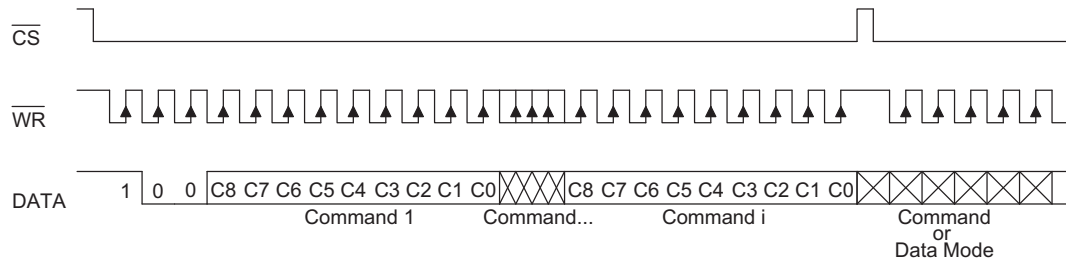 CS
WR
DATA 1 0 0 C8 C7 C6 C5 C4 C3 C2 C1 C0 C8 C7 C6 C5 C4 C3 C2 C1 C0
Command 1 Command... Command i Command
or
Data Mode